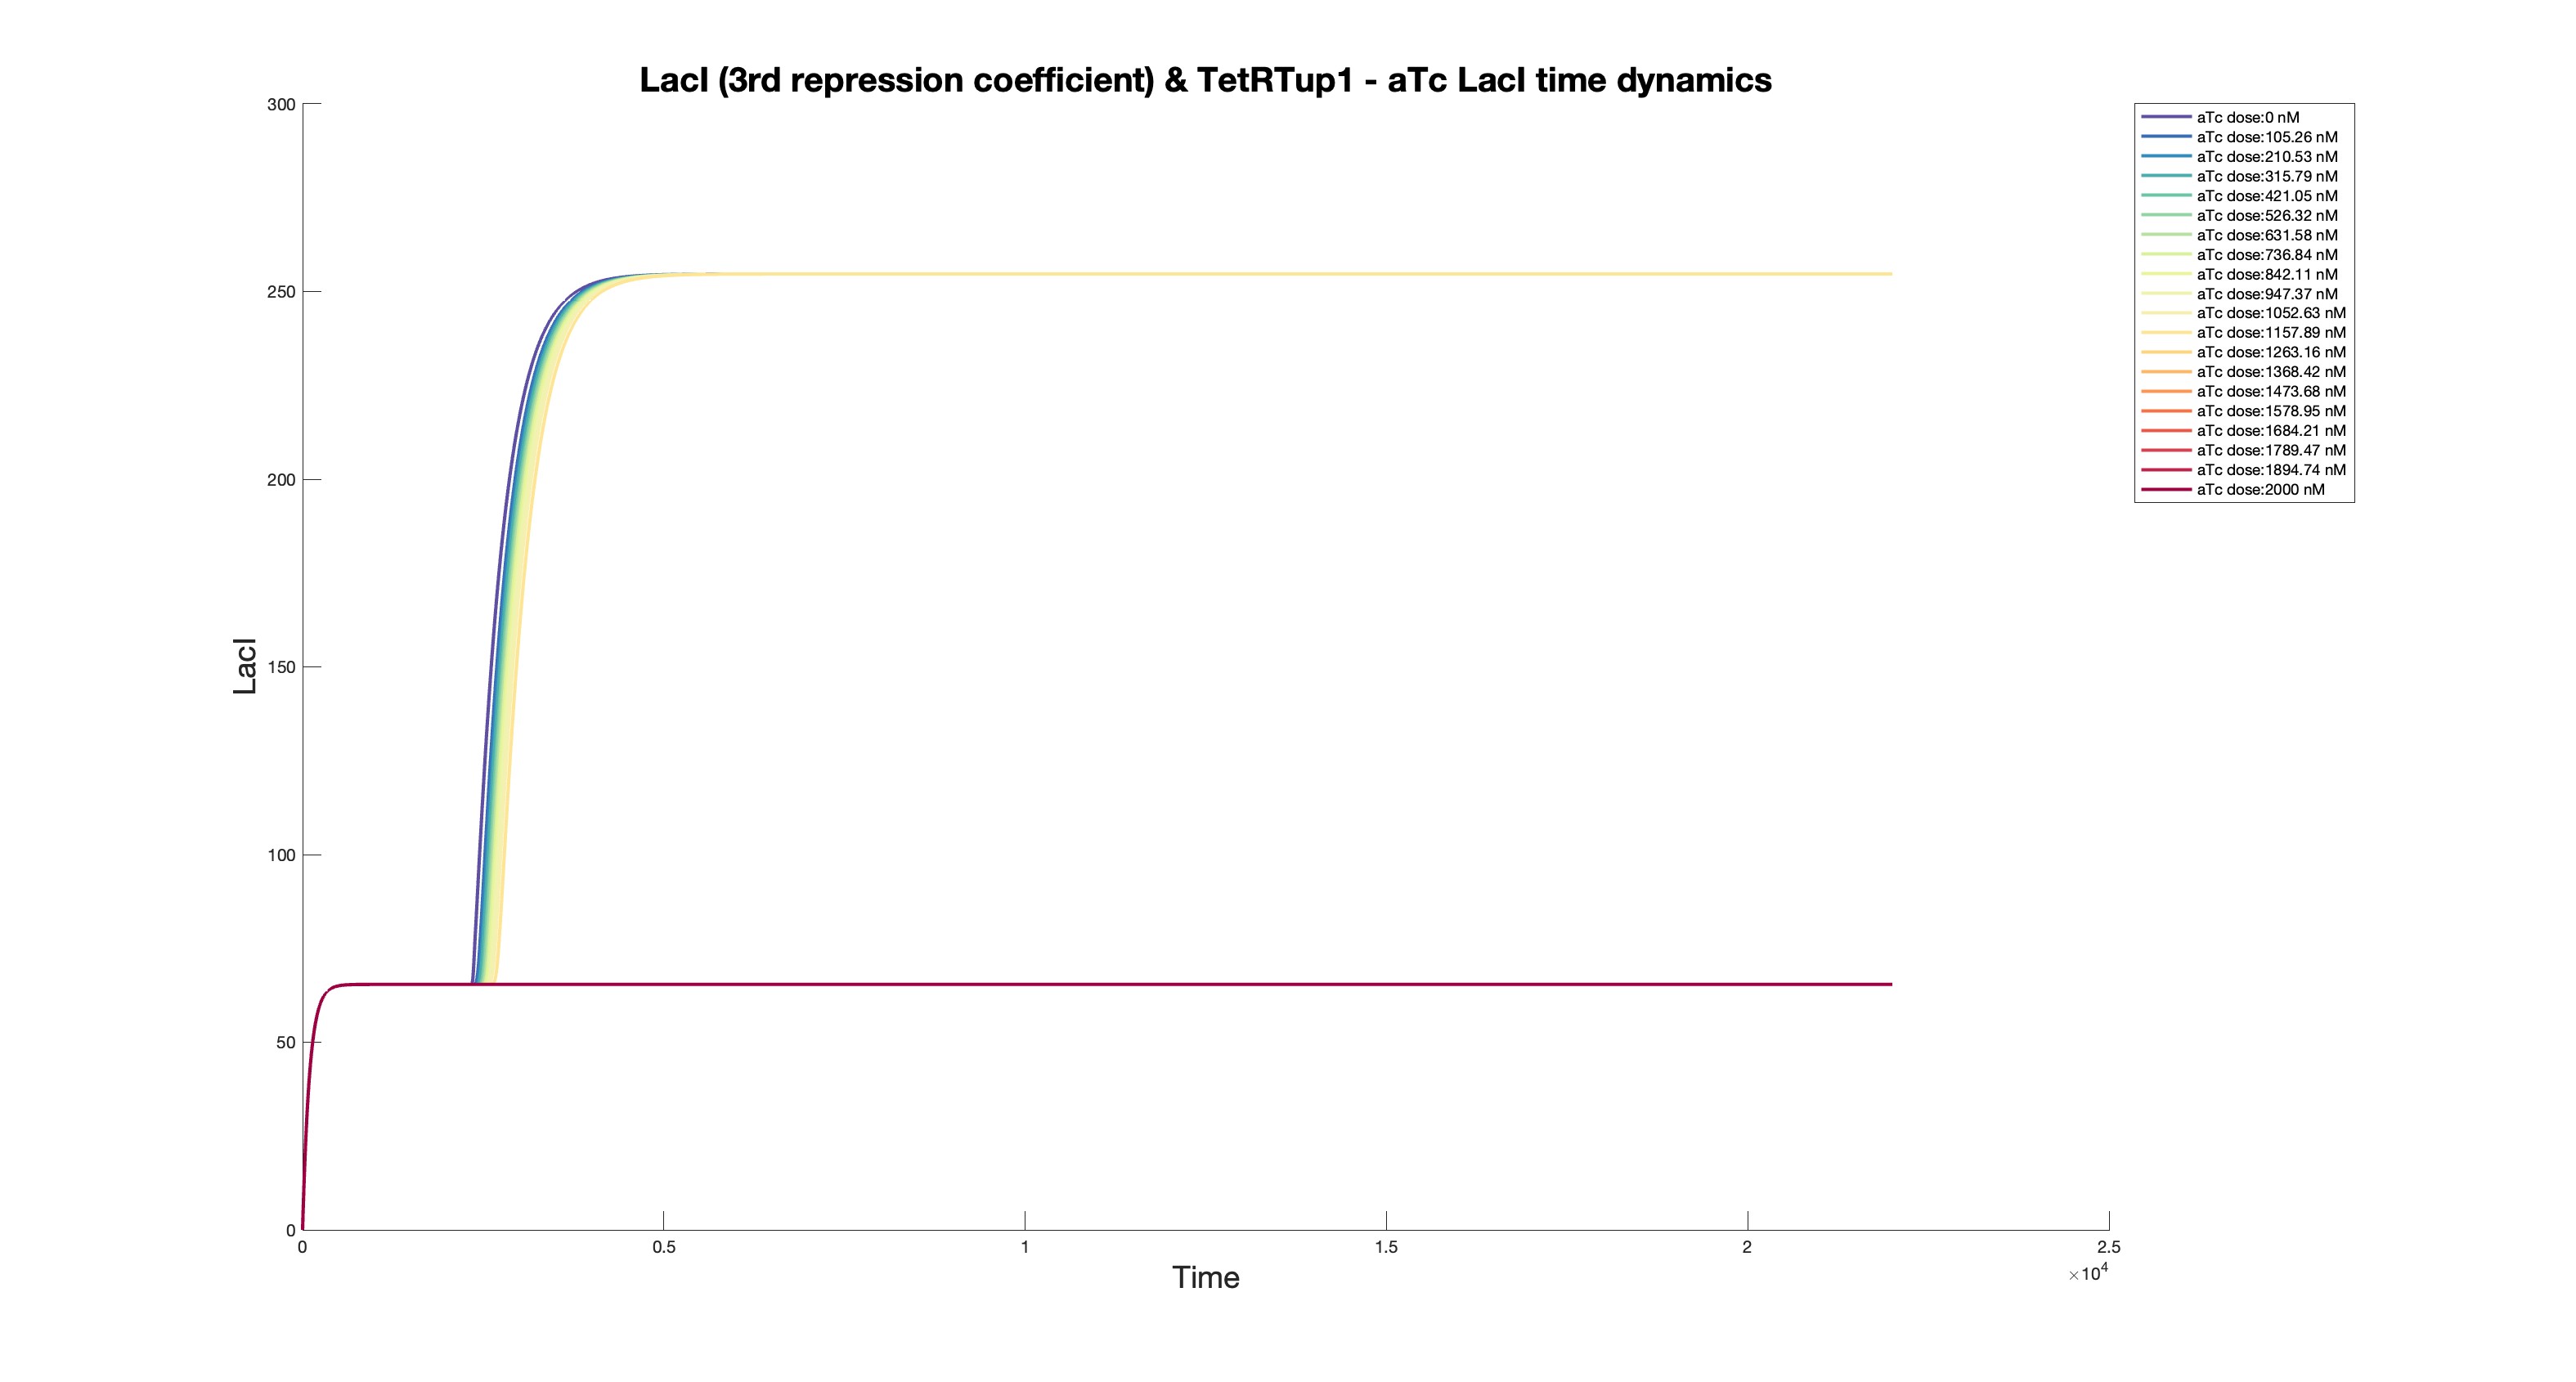 LacI (3rd repression coefficient) & TetRTup1 - aTc LacI time dynamics
300
250
200
150
100
50
0
LacI
0
0.5
1
1.5
2
2.5
×10^4
Time
aTc dose:0 nM
aTc dose:105.26 nM
aTc dose:210.53 nM
aTc dose:315.79 nM
aTc dose:421.05 nM
aTc dose:526.32 nM
aTc dose:631.58 nM
aTc dose:736.84 nM
aTc dose:842.11 nM
aTc dose:947.37 nM
aTc dose:1052.63 nM
aTc dose:1157.89 nM
aTc dose:1263.16 nM
aTc dose:1368.42 nM
aTc dose:1473.68 nM
aTc dose:1578.95 nM
aTc dose:1684.21 nM
aTc dose:1789.47 nM
aTc dose:1894.74 nM
aTc dose:2000 nM